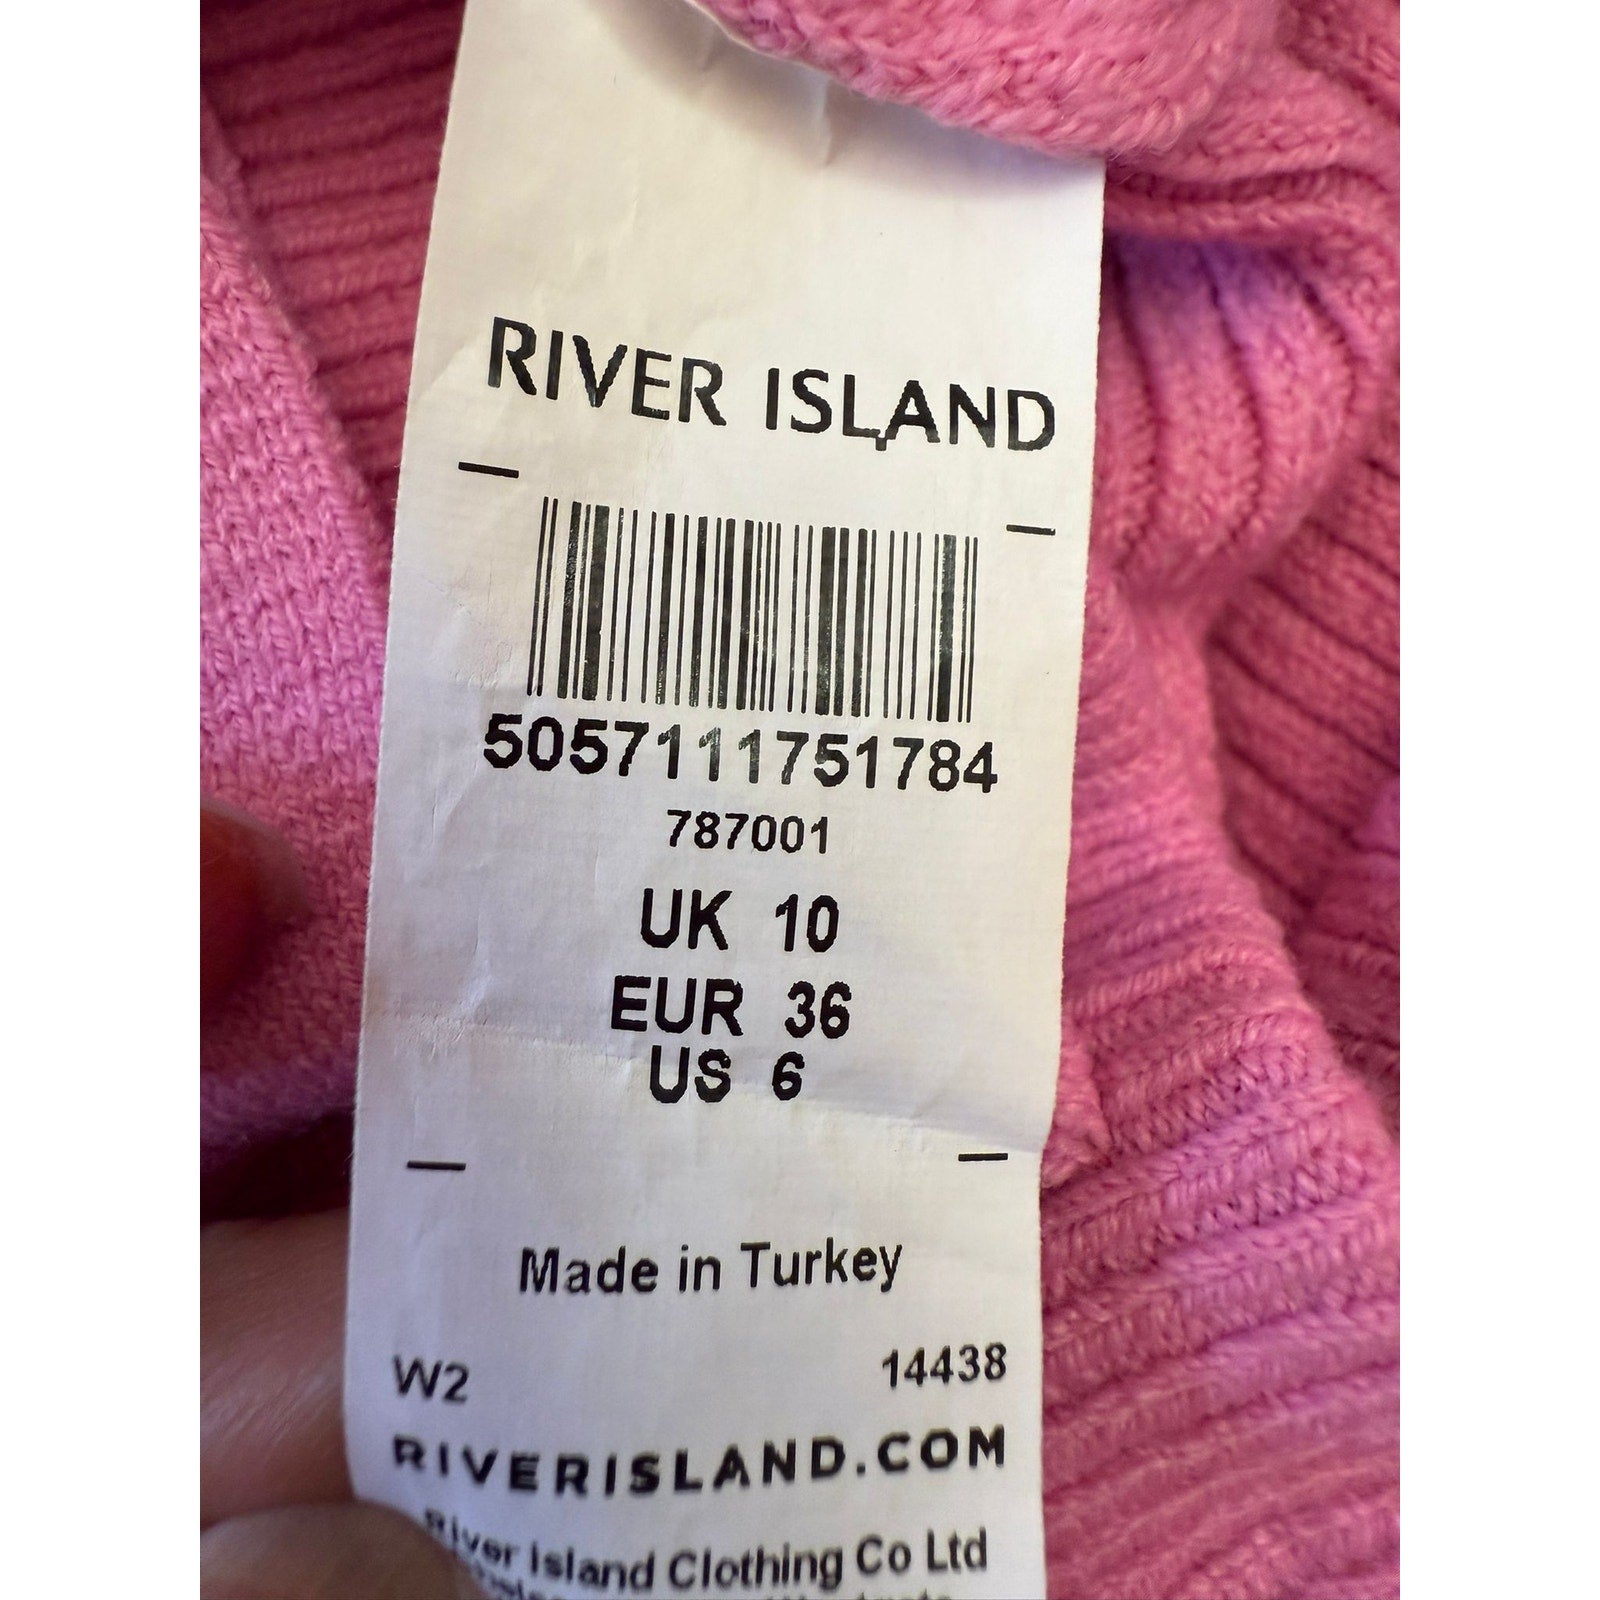 RIVER ISLAND
5057111751784
787001
UK 10
EUR 36
US 6
Made in Turkey
W2 14438
RIVERISLAND.COM
River Island Clothing Co Ltd